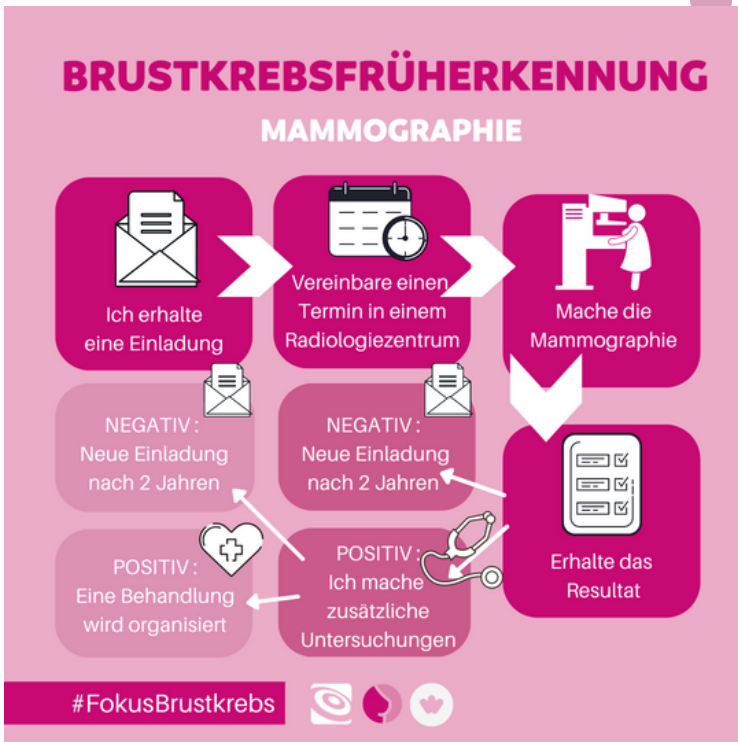 BRUSTKREBSFRÜHERKENNUNG
MAMMOGRAPHIE
Ich erhalte
eine Einladung
Vereinbare einen
Termin in einem
Radiologiezentrum
Mache die
Mammographie
Erhalte das
Resultat
NEGATIV :
Neue Einladung
nach 2 Jahren
POSITIV :
Ich mache
zusätzliche
Untersuchungen
NEGATIV :
Neue Einladung
nach 2 Jahren
POSITIV :
Eine Behandlung
wird organisiert
#FokusBrustkrebs